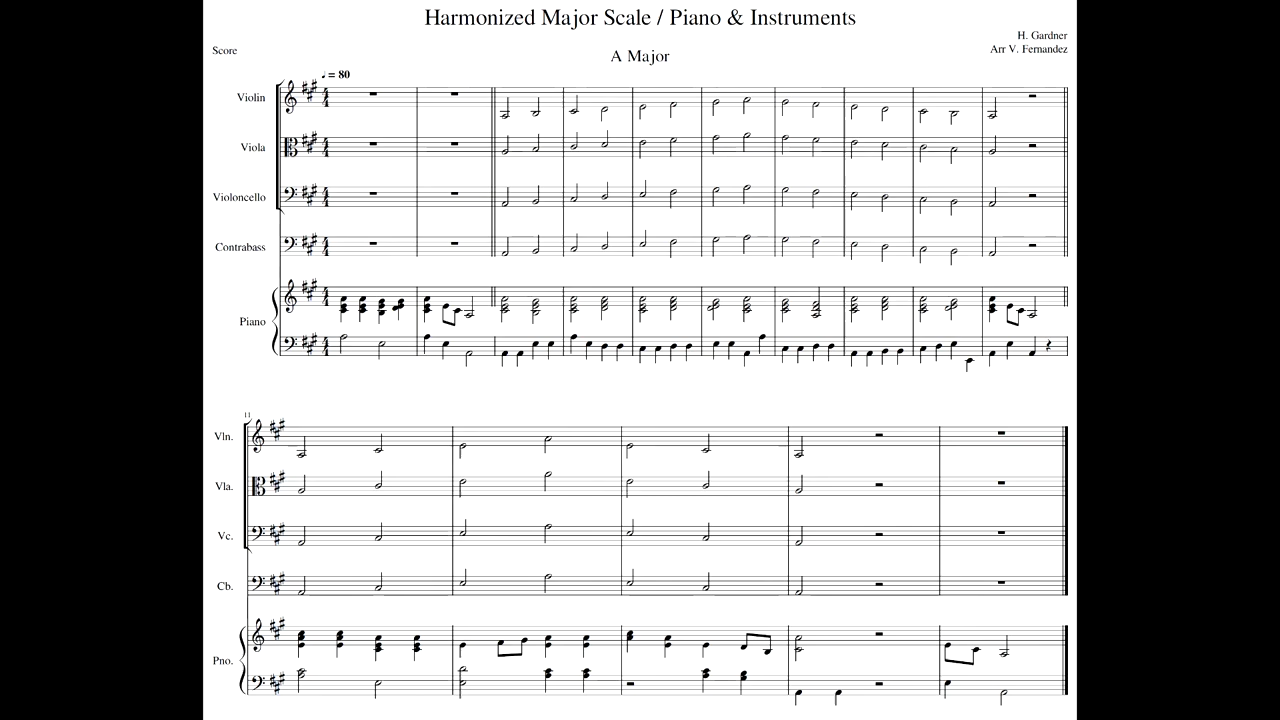 Harmonized Major Scale / Piano & Instruments
H. Gardner
Score
Arr V. Fernandez
A Major
♩ = 80
Violin
Viola
Violoncello
Contrabass
Piano
11
Vln.
Vla.
Vc.
Cb.
Pno.